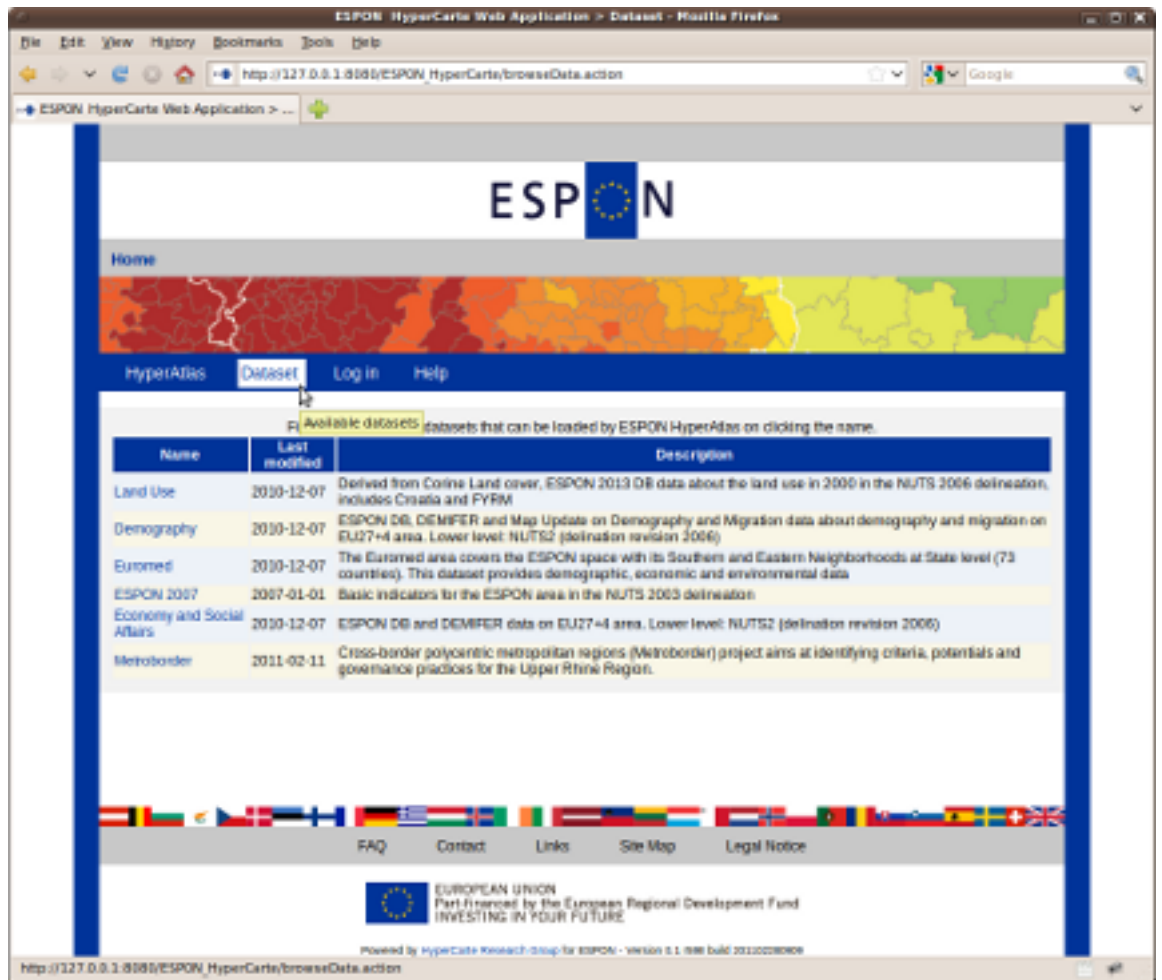 ESPON HyperCarte Web Application > Dataset - Mozilla Firefox
File Edit View History Bookmarks Tools Help
http://127.0.0.1:8080/ESPON_HyperCarte/browseData.action
Google
ESPON HyperCarte Web Application > ...
ESPON
Home
HyperAtlas Dataset Log in Help
Available datasets
datasets that can be loaded by ESPON HyperAtlas on clicking the name.
Name Last modified Description
Land Use 2010-12-07 Derived from Corine Land cover, ESPON 2013 DB data about the land use in 2000 in the NUTS 2006 delineation,
includes Croatia and FYRM
Demography 2010-12-07 ESPON DB, DEMIFER and Map Update on Demography and Migration data about demography and migration on
EU27+4 area. Lower level: NUTS2 (delination revision 2006)
Euromed 2010-12-07 The Euromed area covers the ESPON space with its Southern and Eastern Neighborhoods at State level (73
countries). This dataset provides demographic, economic and environmental data
ESPON 2007 2007-01-01 Basic indicators for the ESPON area in the NUTS 2003 delineation
Economy and Social
Affairs 2010-12-07 ESPON DB and DEMIFER data on EU27+4 area. Lower level: NUTS2 (delination revision 2006)
Metroborder 2011-02-11 Cross-border polycentric metropolitan regions (Metroborder) project aims at identifying criteria, potentials and
governance practices for the Upper Rhine Region.
FAQ Contact Links Site Map Legal Notice
EUROPEAN UNION
Part-financed by the European Regional Development Fund
INVESTING IN YOUR FUTURE
Powered by HyperCarte Research Group for ESPON - Version
http://127.0.0.1:8080/ESPON_HyperCarte/browseData.action